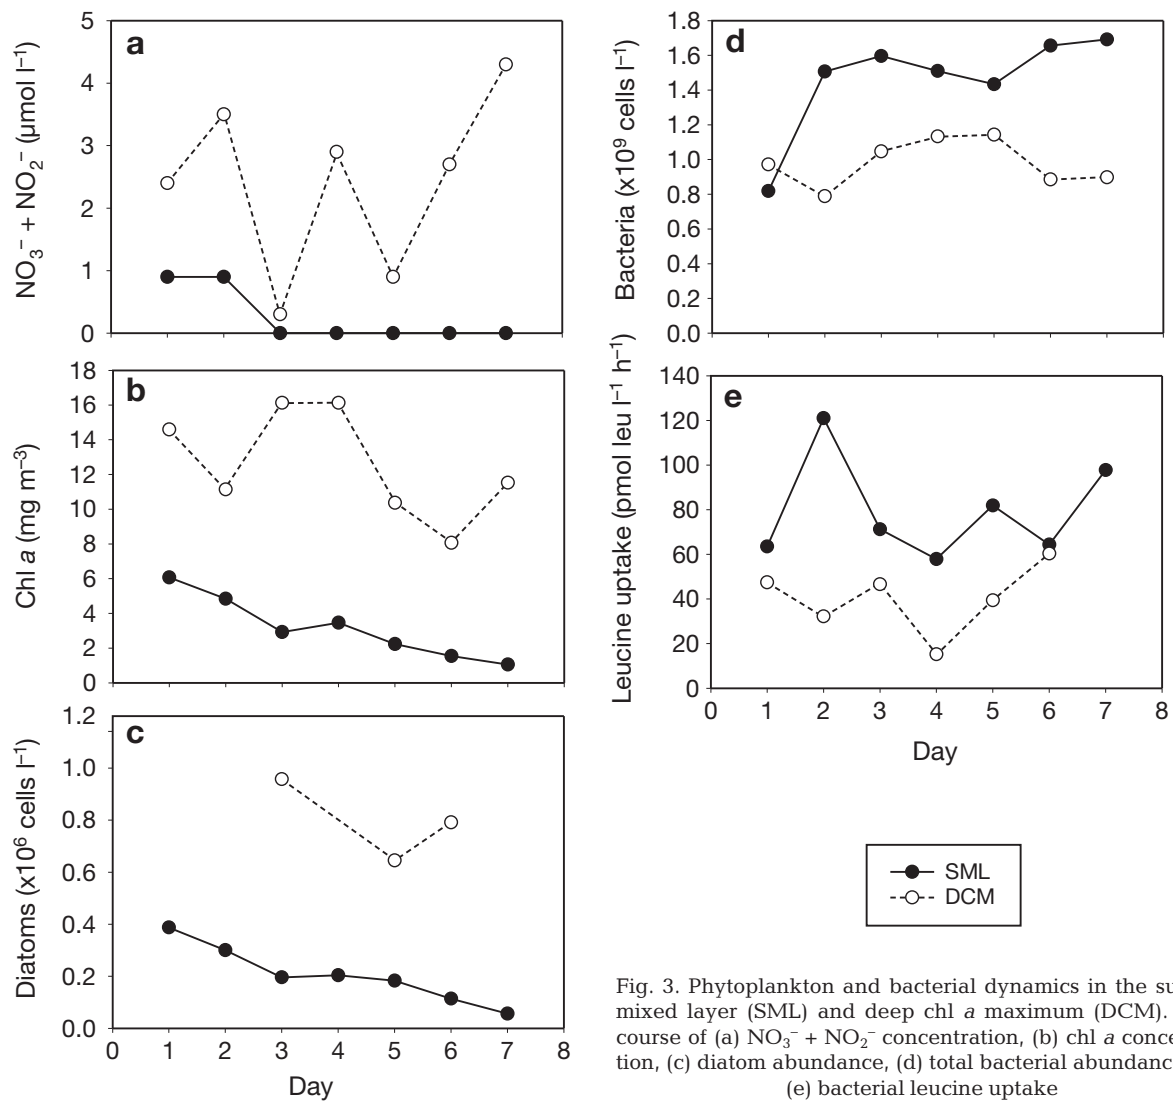 a
5
4
3
2
1
0
NO₃⁻ + NO₂⁻ (µmol l⁻¹)
b
18
16
14
12
10
8
6
4
2
0
Chl a (mg m⁻³)
c
1.2
1.0
0.8
0.6
0.4
0.2
0.0
Diatoms (x10⁶ cells l⁻¹)
0 1 2 3 4 5 6 7 8
Day
d
1.8
1.6
1.4
1.2
1.0
0.8
0.6
0.4
0.2
0.0
Bacteria (x10⁹ cells l⁻¹)
e
140
120
100
80
60
40
20
0
Leucine uptake (pmol leu l⁻¹ h⁻¹)
0 1 2 3 4 5 6 7 8
Day
SML
DCM
Fig. 3. Phytoplankton and bacterial dynamics in the
mixed layer (SML) and deep chl a maximum (DCM).
course of (a) NO₃⁻ + NO₂⁻ concentration, (b) chl a
tion, (c) diatom abundance, (d) total bacterial
(e) bacterial leucine uptake